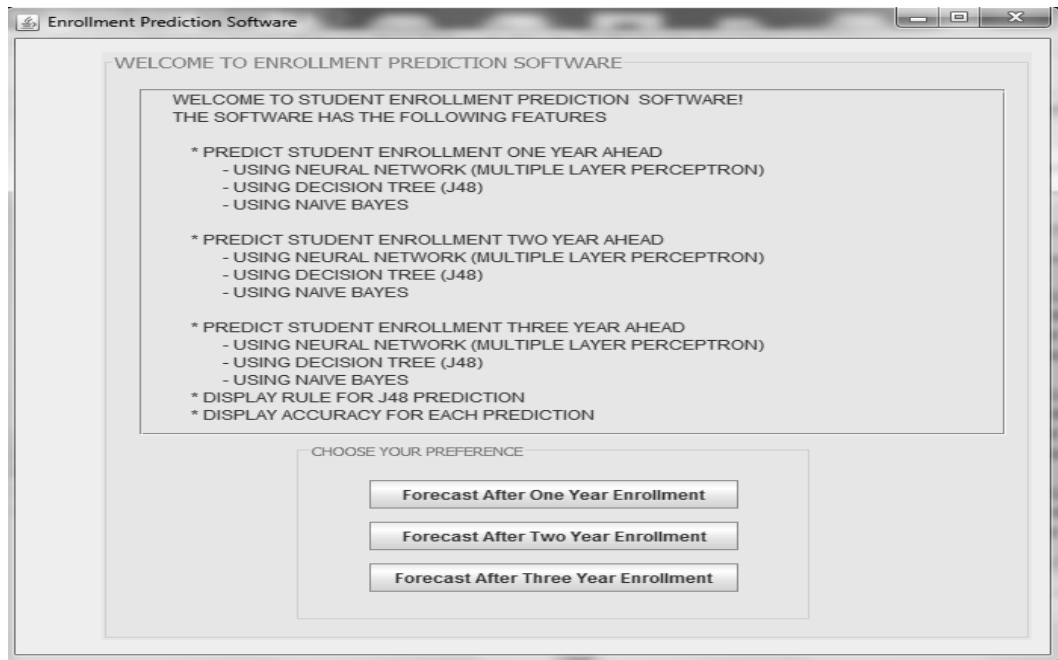 Enrollment Prediction Software
WELCOME TO ENROLLMENT PREDICTION SOFTWARE
WELCOME TO STUDENT ENROLLMENT PREDICTION SOFTWARE!
THE SOFTWARE HAS THE FOLLOWING FEATURES
* PREDICT STUDENT ENROLLMENT ONE YEAR AHEAD
- USING NEURAL NETWORK (MULTIPLE LAYER PERCEPTRON)
- USING DECISION TREE (J48)
- USING NAIVE BAYES
* PREDICT STUDENT ENROLLMENT TWO YEAR AHEAD
- USING NEURAL NETWORK (MULTIPLE LAYER PERCEPTRON)
- USING DECISION TREE (J48)
- USING NAIVE BAYES
* PREDICT STUDENT ENROLLMENT THREE YEAR AHEAD
- USING NEURAL NETWORK (MULTIPLE LAYER PERCEPTRON)
- USING DECISION TREE (J48)
- USING NAIVE BAYES
* DISPLAY RULE FOR J48 PREDICTION
* DISPLAY ACCURACY FOR EACH PREDICTION
CHOOSE YOUR PREFERENCE
Forecast After One Year Enrollment
Forecast After Two Year Enrollment
Forecast After Three Year Enrollment